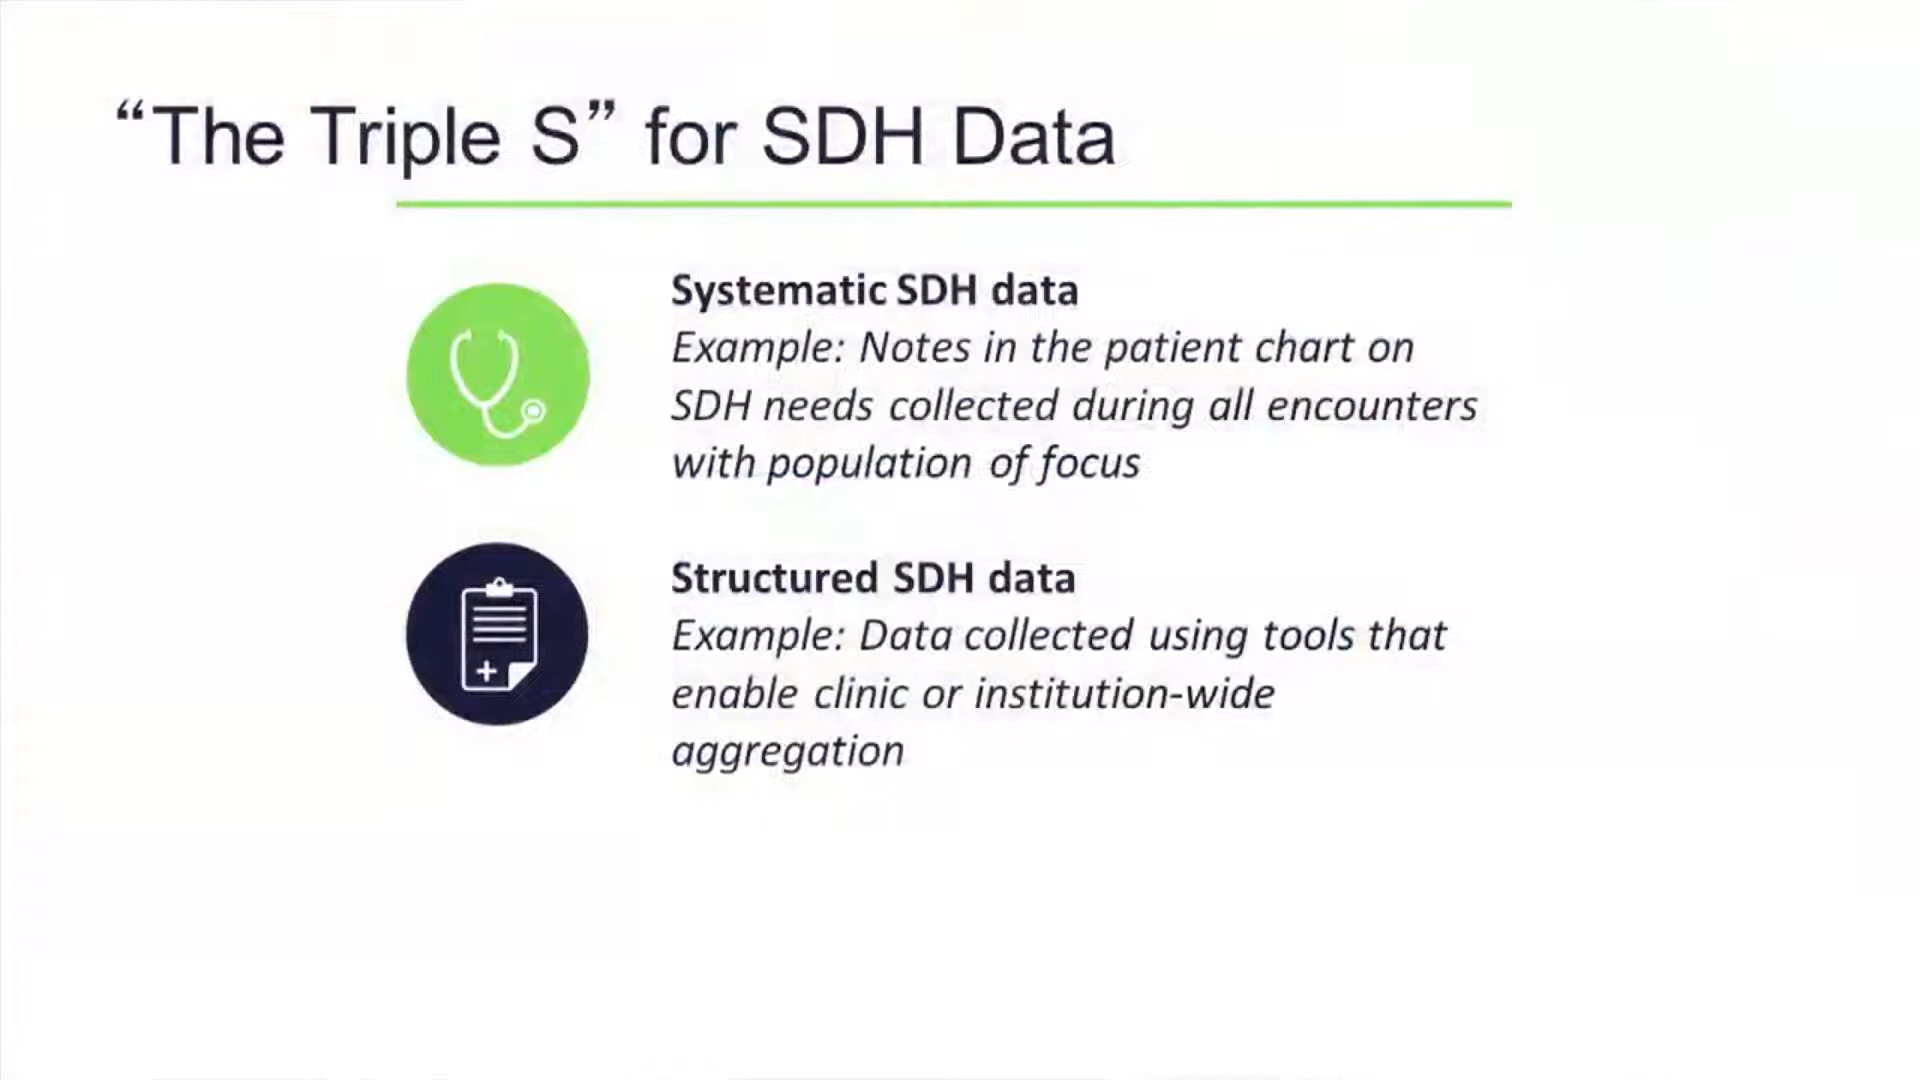 “The Triple S” for SDH Data
Systematic SDH data
Example: Notes in the patient chart on
SDH needs collected during all encounters
with population of focus
Structured SDH data
Example: Data collected using tools that
enable clinic or institution-wide
aggregation